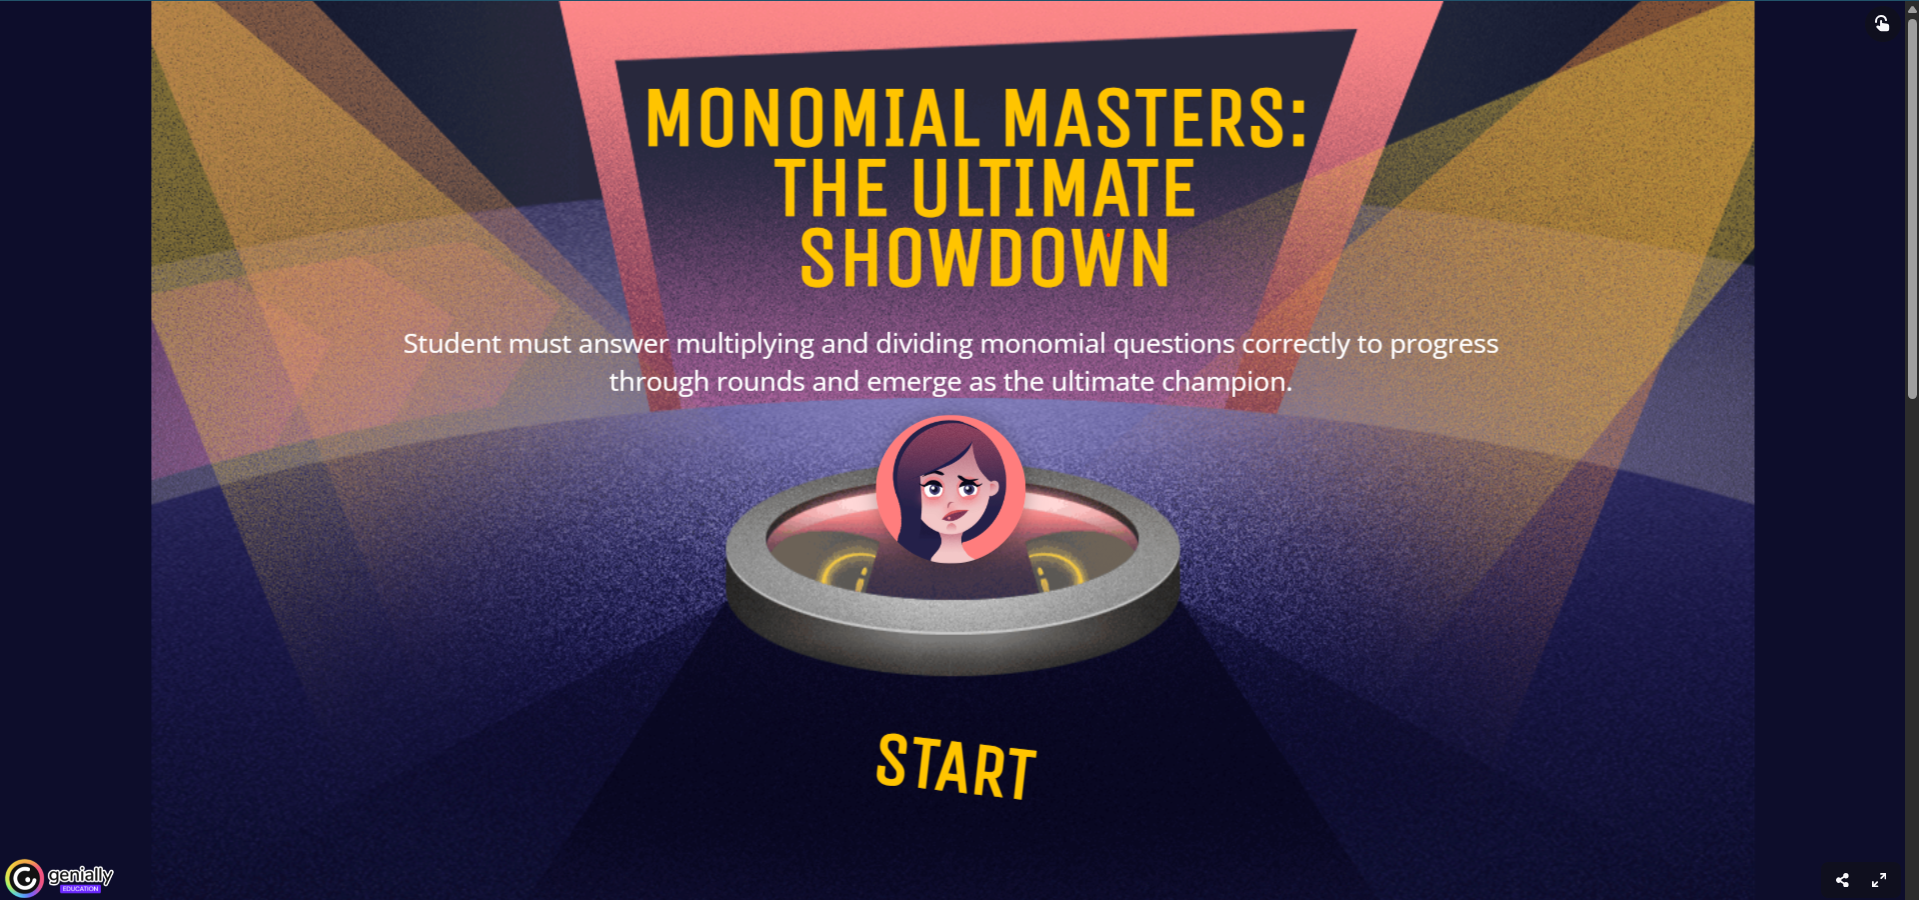 MONOMIAL MASTERS:
THE ULTIMATE
SHOWDOWN
Student must answer multiplying and dividing monomial questions correctly to progress
through rounds and emerge as the ultimate champion.
START
genially
EDUCATION